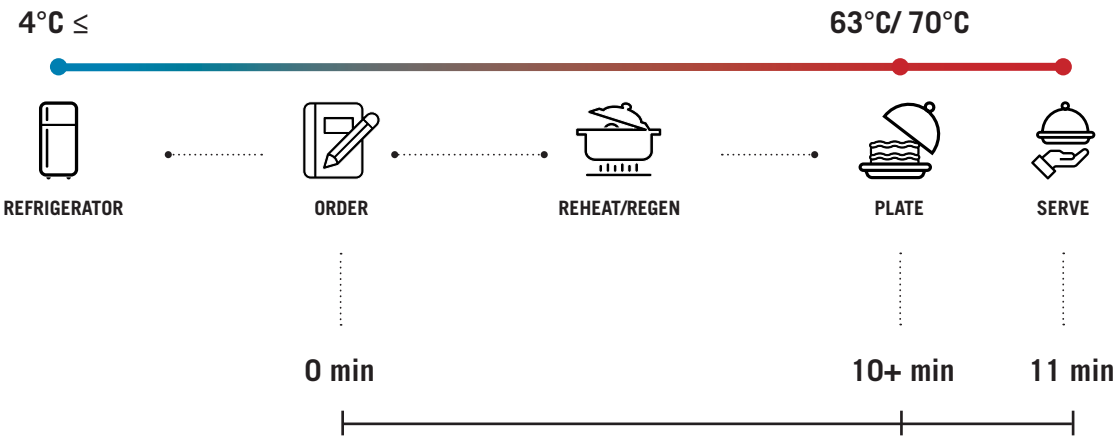 4°C ≤
63°C/ 70°C
REFRIGERATOR
ORDER
REHEAT/REGEN
PLATE
SERVE
0 min
10+ min
11 min